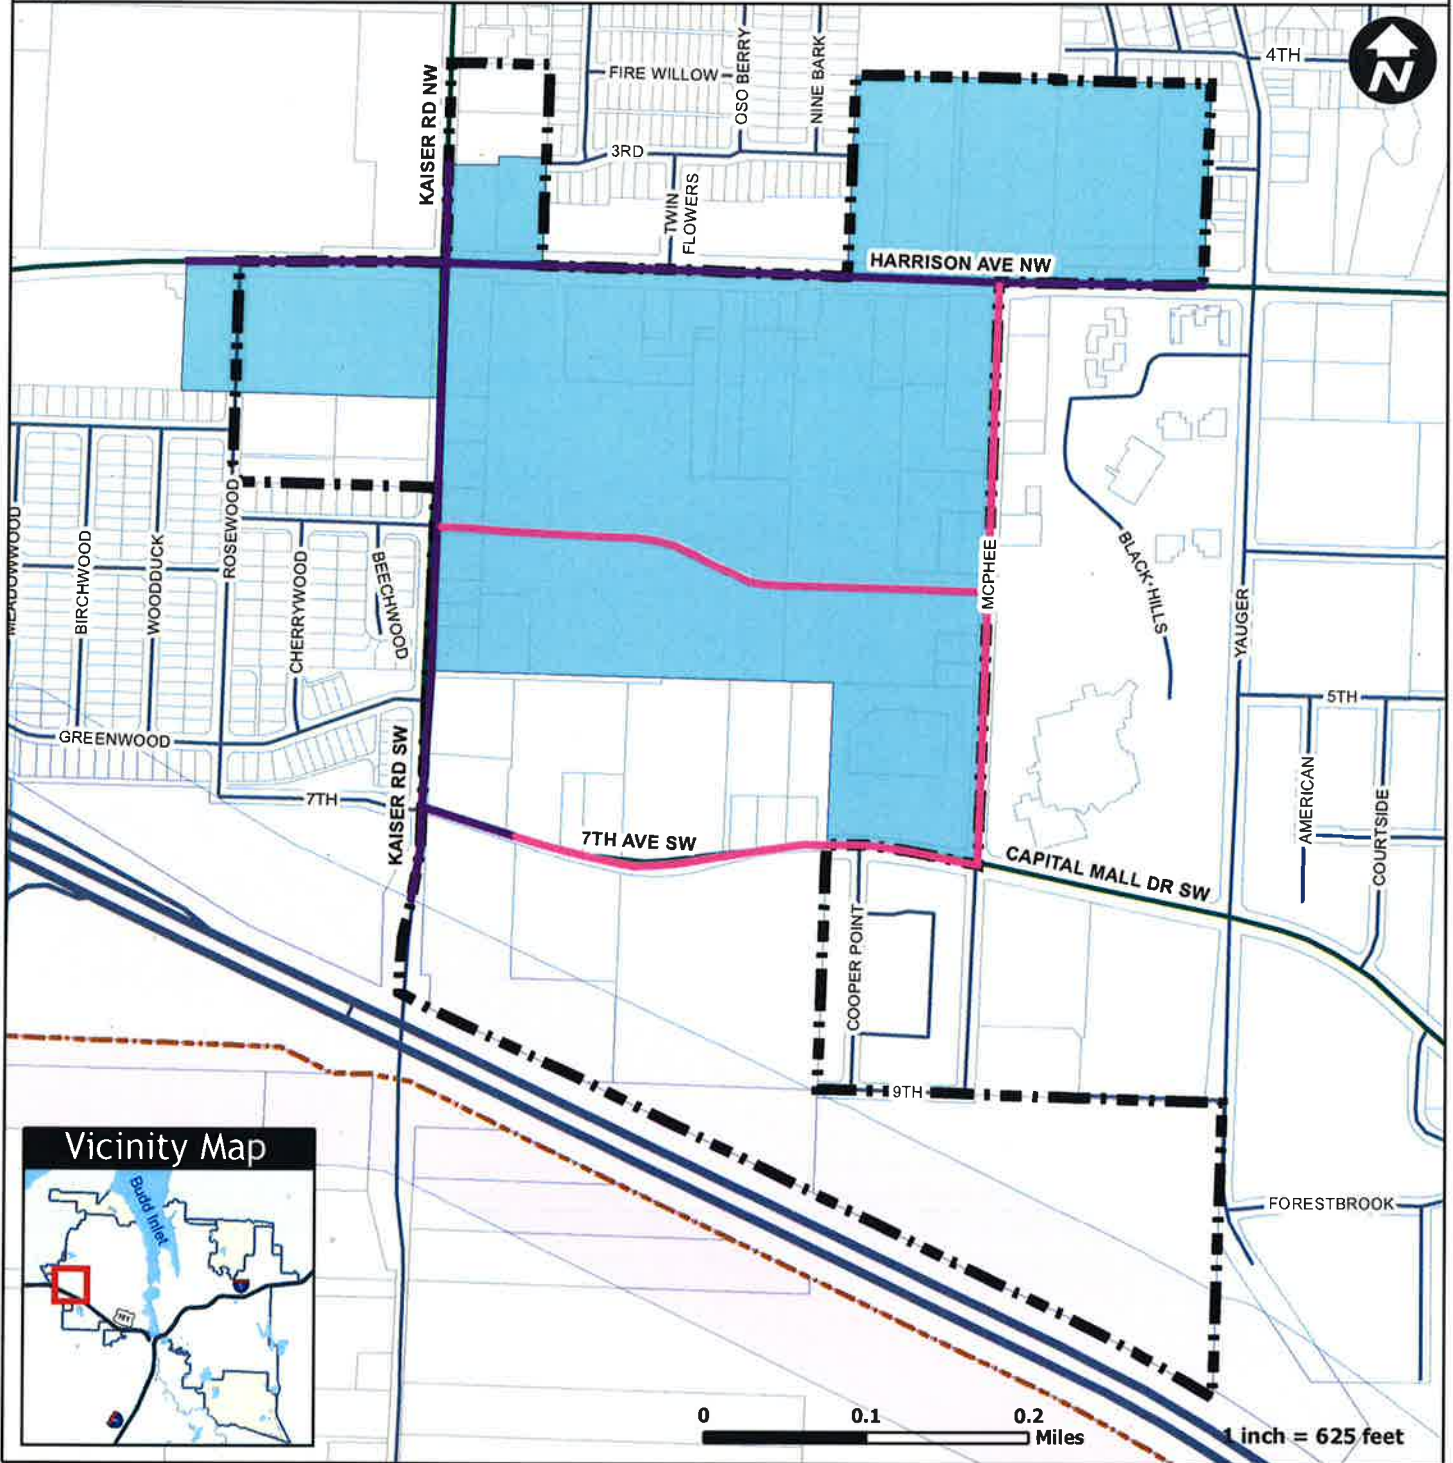 N
4TH
FIRE WILLOW
OSO BERRY
NINE BARK
KAISER RD NW
3RD
TWIN
FLOWERS
HARRISON AVE NW
MCPHEE
BLACK HILLS
YAUGER
MEADOWWOOD
BIRCHWOOD
WOODDUCK
ROSEWOOD
CHERRYWOOD
BEECHWOOD
5TH
GREENWOOD
KAISER RD SW
7TH
7TH AVE SW
AMERICAN
COURTSIDE
CAPITAL MALL DR SW
COOPER POINT
9TH
FORESTBROOK
Vicinity Map
Budd Inlet
101
0 0.1 0.2
Miles
1 inch = 625 feet